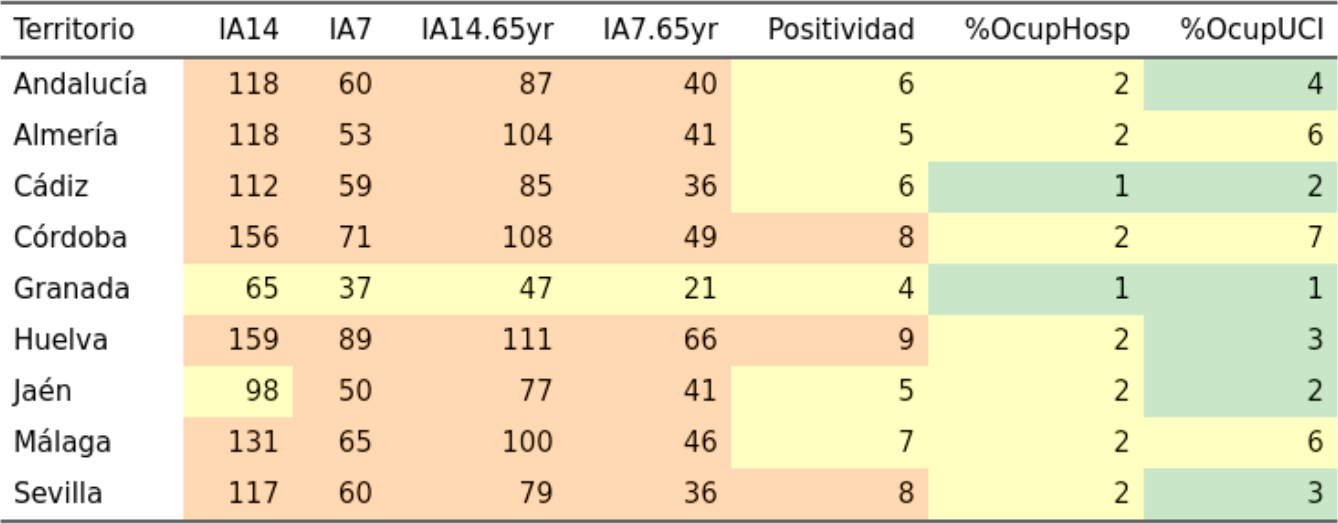 Territorio IA14 IA7 IA14.65yr IA7.65yr Positividad %OcupHosp %OcupUCI
Andalucía 118 60 87 40 6 2 4
Almería 118 53 104 41 5 2 6
Cádiz 112 59 85 36 6 1 2
Córdoba 156 71 108 49 8 2 7
Granada 65 37 47 21 4 1 1
Huelva 159 89 111 66 9 2 3
Jaén 98 50 77 41 5 2 2
Málaga 131 65 100 46 7 2 6
Sevilla 117 60 79 36 8 2 3